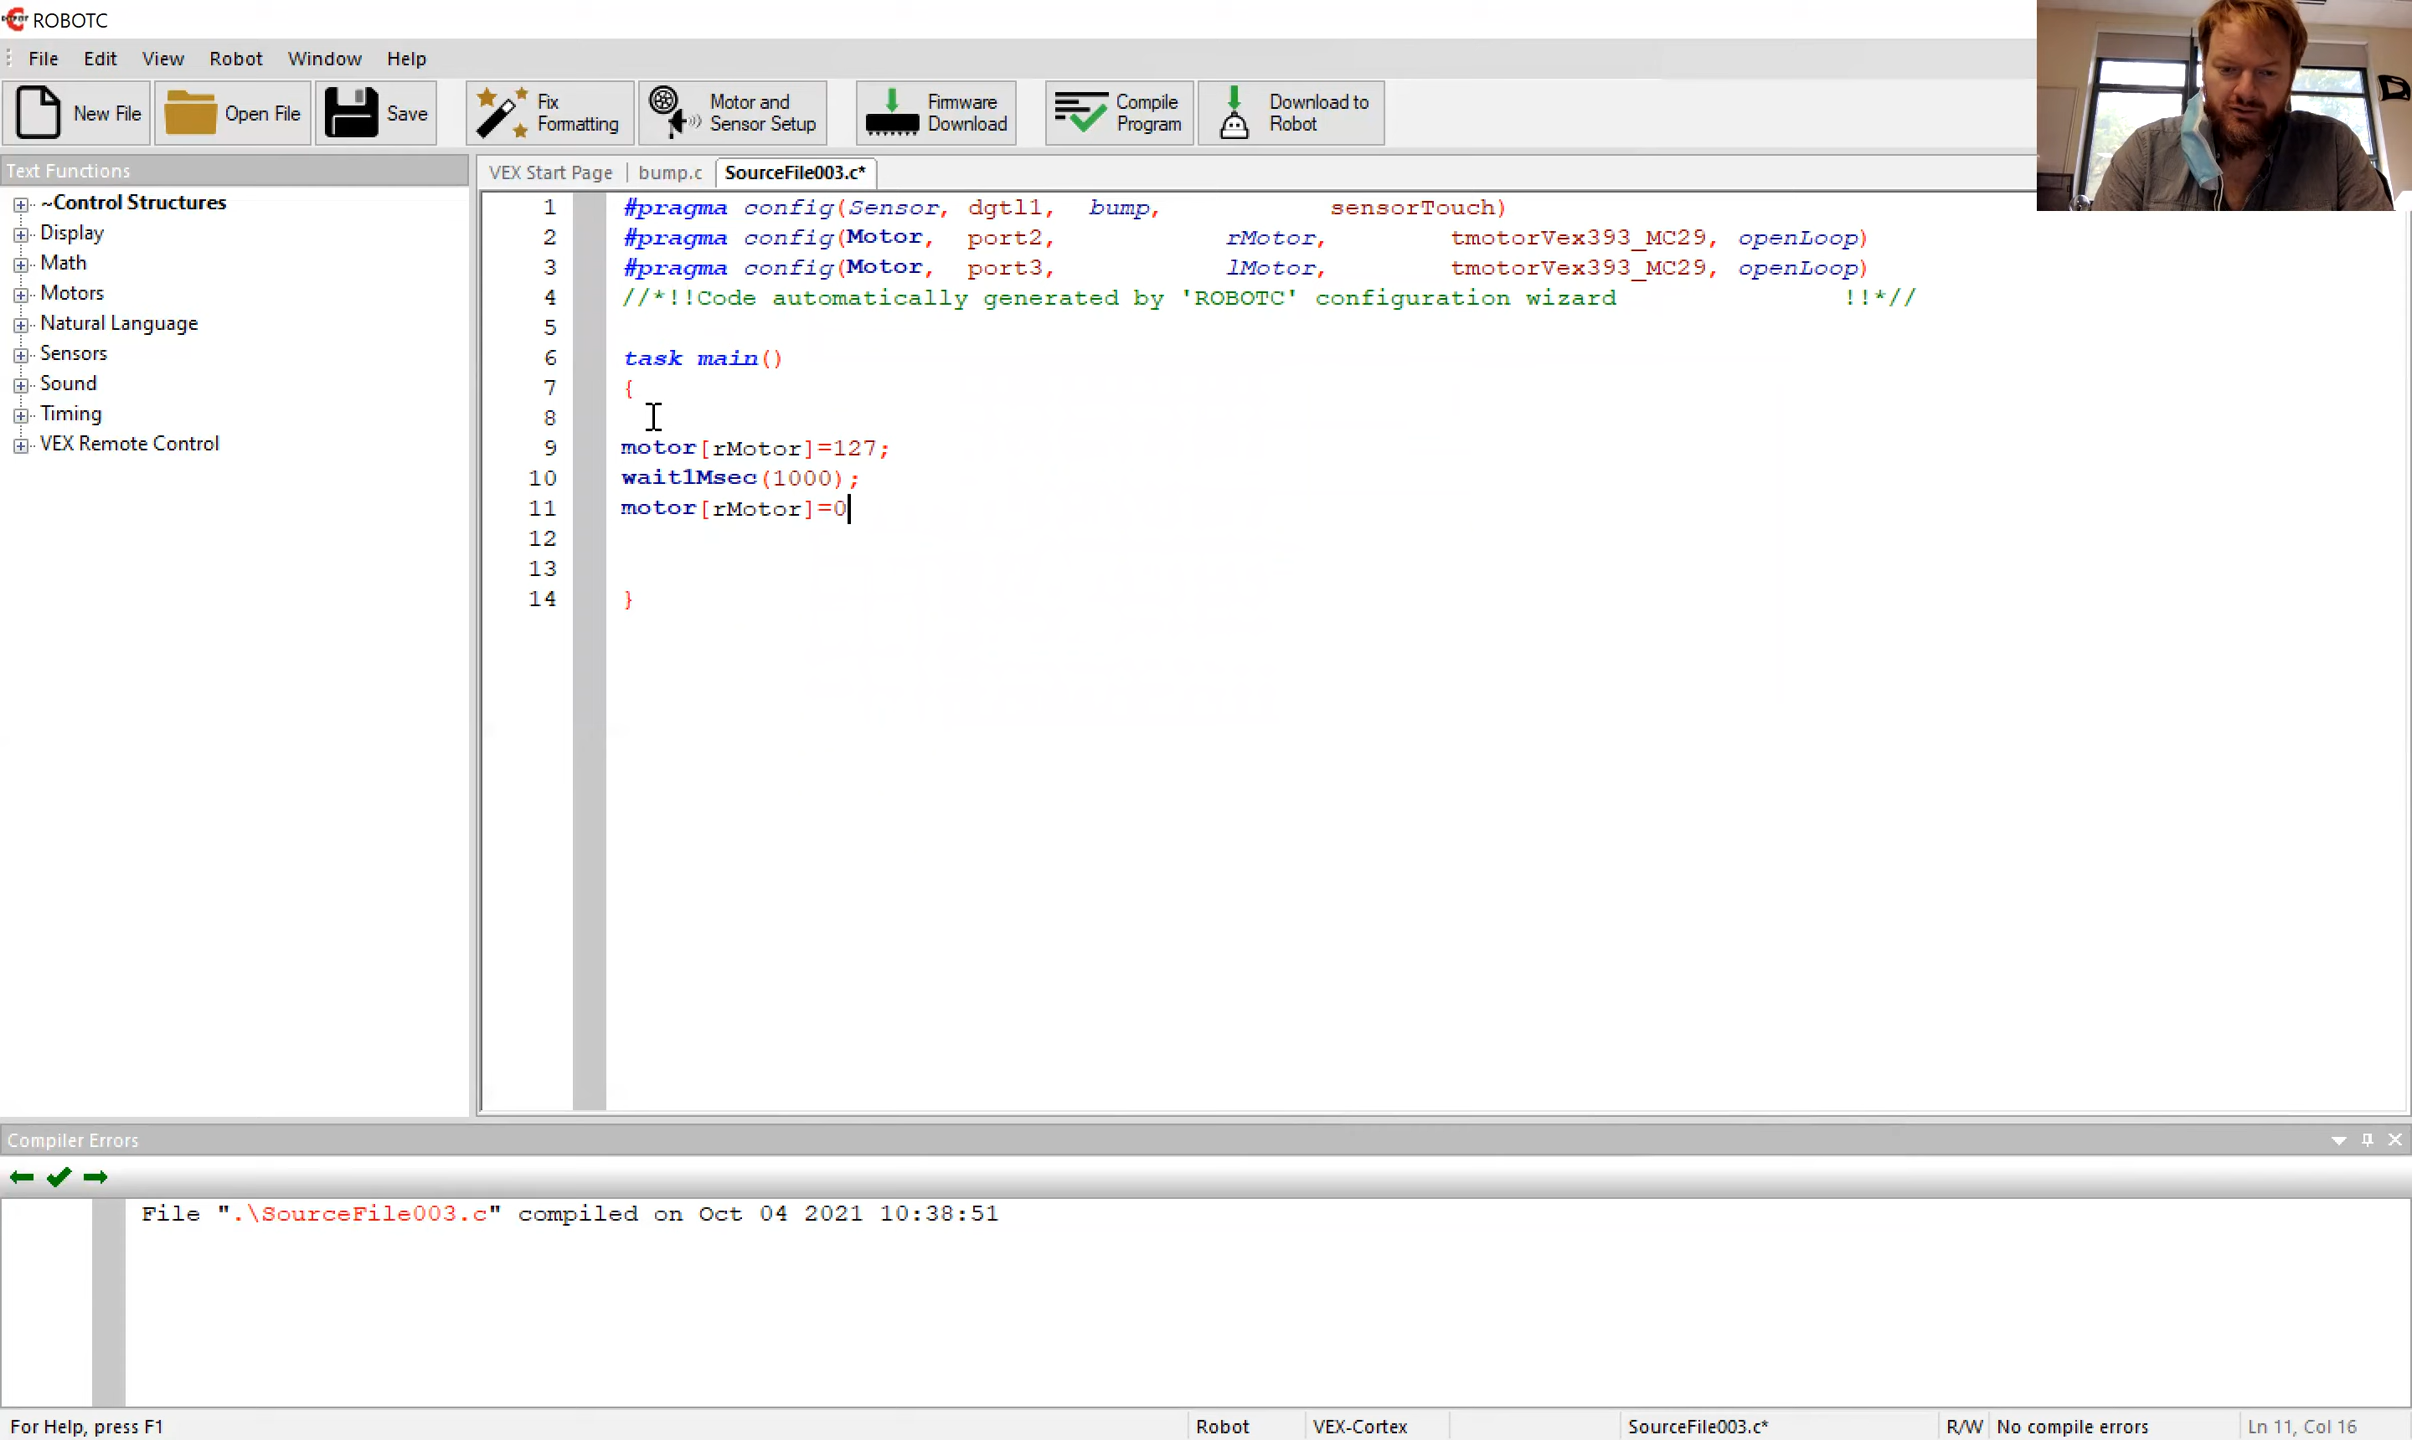 ROBOTC
File Edit View Robot Window Help
New File Open File Save Fix Formatting Motor and Sensor Setup Firmware Download Compile Program Download to Robot
Text Functions
~Control Structures
Display
Math
Motors
Natural Language
Sensors
Sound
Timing
VEX Remote Control
VEX Start Page bump.c SourceFile003.c*
1 #pragma config(Sensor, dgtl1, bump, sensorTouch)
2 #pragma config(Motor, port2, rMotor, tmotorVex393_MC29, openLoop)
3 #pragma config(Motor, port3, lMotor, tmotorVex393_MC29, openLoop)
4 //*!!Code automatically generated by 'ROBOTC' configuration wizard !!*//
5
6 task main()
7 {
8
9 motor[rMotor]=127;
10 wait1Msec(1000);
11 motor[rMotor]=0
12
13
14 }
Compiler Errors
File ".\SourceFile003.c" compiled on Oct 04 2021 10:38:51
For Help, press F1 Robot VEX-Cortex SourceFile003.c* R/W No compile errors Ln 11, Col 16